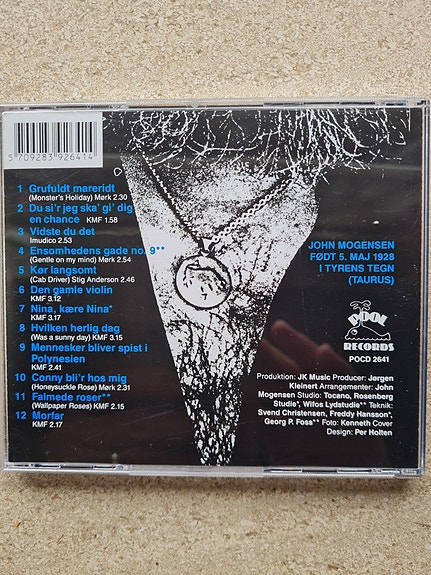 5 709283 926414
1 Grufuldt mareridt
(Monster's Holiday) Mørk 2.30
2 Du si'r jeg ska' gi' dig
en chance KMF 1.58
3 Vidste du det
Imudico 2.53
4 Ensomhedens gade no. 9**
(Gentle on my mind) Mørk 2.54
5 Kør langsomt
(Cab Driver) Stig Anderson 2.46
6 Den gamle violin
KMF 3.12
7 Nina, kære Nina*
KMF 3.17
8 Hvilken herlig dag
(Was a sunny day) KMF 3.15
9 Mennesker bliver spist i
Polynesien
KMF 2.41
10 Conny bli'r hos mig
(Honeysuckle Rose) Mørk 2.31
11 Falmede roser**
(Wallpaper Roses) KMF 2.15
12 Morfar
KMF 2.17
JOHN MOGENSEN
FØDT 5. MAJ 1928
I TYRENS TEGN
(TAURUS)
POOL
RECORDS
POCD 2641
Produktion: JK Music Producer: Jørgen
Kleinert Arrangementer: John
Mogensen Studie: Tocano, Rosenberg
Studie*, Wifos Lydstudie** Teknik:
Svend Christensen, Freddy Hansson*,
Georg P. Foss** Foto: Kenneth Cover
Design: Per Holten